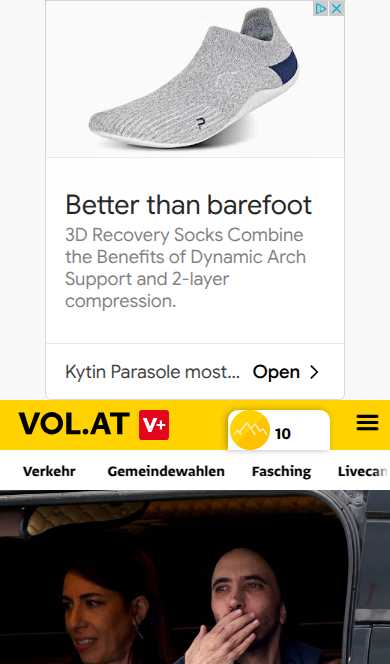 Better than barefoot
3D Recovery Socks Combine
the Benefits of Dynamic Arch
Support and 2-layer
compression.
Kytin Parasole most... Open
VOL.AT V+ 10
Verkehr Gemeindewahlen Fasching Livecan